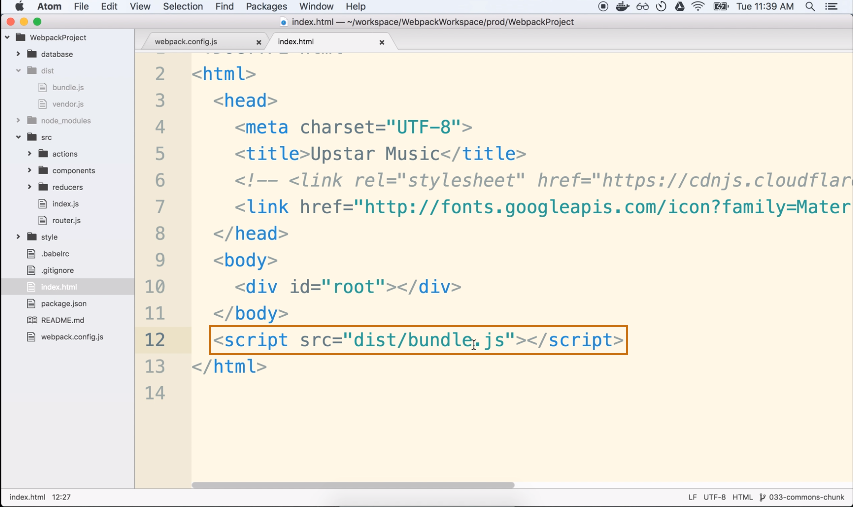 Atom File Edit View Selection Find Packages Window Help Tue 11:39 AM
index.html — ~/workspace/WebpackWorkspace/prod/WebpackProject
WebpackProject
database
dist
bundle.js
vendor.js
node_modules
src
actions
components
reducers
index.js
router.js
style
.babelrc
.gitignore
index.html
package.json
README.md
webpack.config.js
webpack.config.js × index.html ×
2 <html>
3 <head>
4 <meta charset="UTF-8">
5 <title>Upstar Music</title>
6 <!-- <link rel="stylesheet" href="https://cdnjs.cloudflar
7 <link href="http://fonts.googleapis.com/icon?family=Mater
8 </head>
9 <body>
10 <div id="root"></div>
11 </body>
12 <script src="dist/bundle.js"></script>
13 </html>
14
index.html 12:27 LF UTF-8 HTML 033-commons-chunk